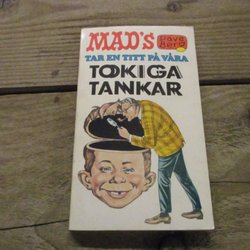 MAD'S
Dave
Berg
TAR EN TITT PÅ VÅRA
TOKIGA
TANKAR